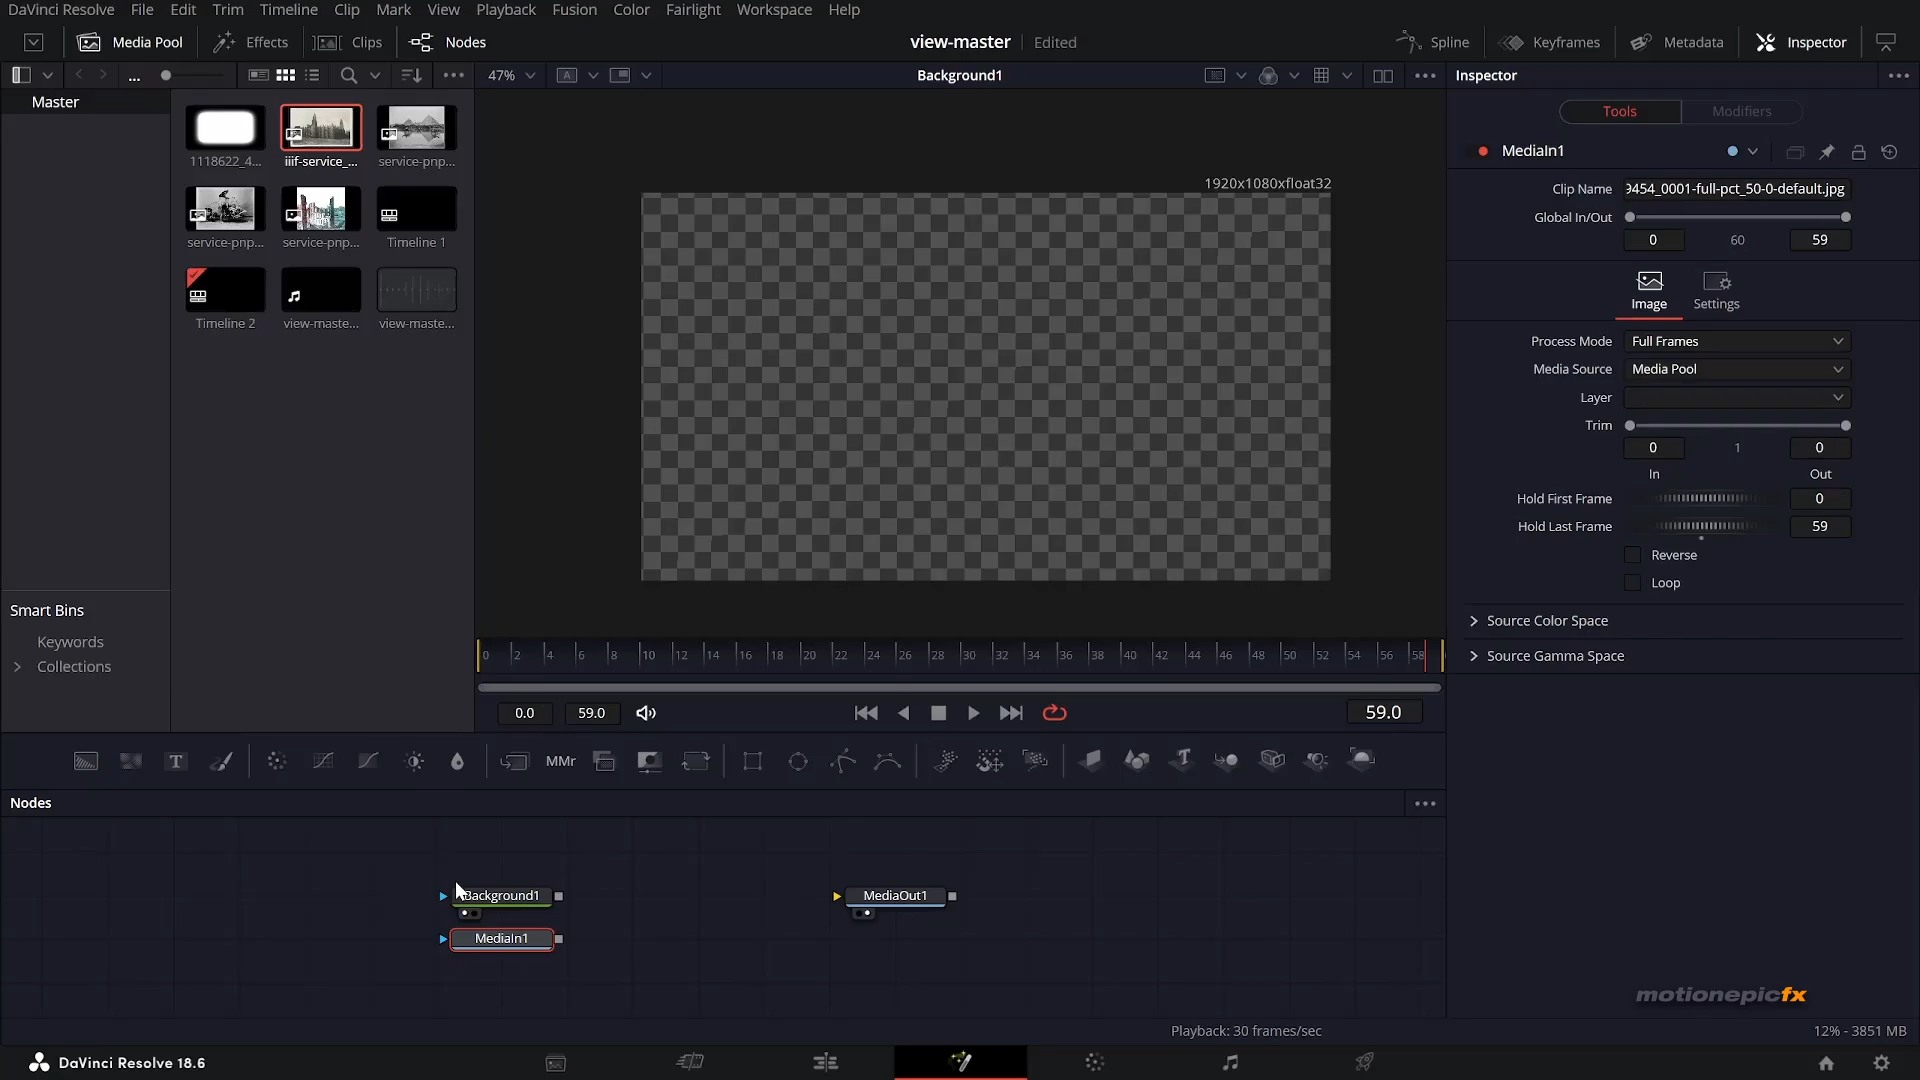 DaVinci Resolve File Edit Trim Timeline Clip Mark View Playback Fusion Color Fairlight Workspace Help
Media Pool Effects Clips Nodes view-master Edited Spline Keyframes Metadata Inspector
... 47% A Background1 Inspector
Master
Tools Modifiers
1118622_4... iiif-service_... service-pnp...
MediaIn1
1920x1080xfloat32
Clip Name 9454_0001-full-pct_50-0-default.jpg
Global In/Out
0 60 59
service-pnp... service-pnp... Timeline 1
Image Settings
Timeline 2 view-maste... view-maste...
Process Mode Full Frames
Media Source Media Pool
Layer
Trim
0 1 0
In Out
Hold First Frame 0
Hold Last Frame 59
Reverse
Loop
Smart Bins
Keywords
Collections
Source Color Space
Source Gamma Space
0 2 4 6 8 10 12 14 16 18 20 22 24 26 28 30 32 34 36 38 40 42 44 46 48 50 52 54 56 58
0.0 59.0 59.0
T MMr T
Nodes
Background1 MediaOut1
MediaIn1
motionepicfx
Playback: 30 frames/sec 12% - 3851 MB
DaVinci Resolve 18.6